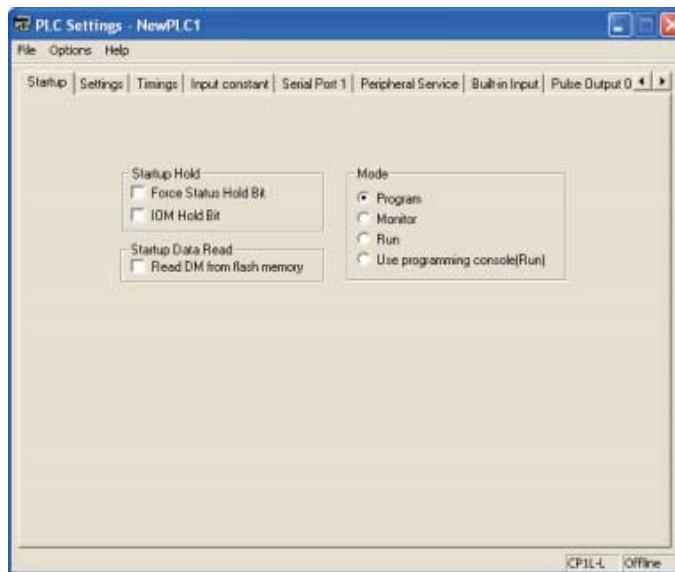 PLC Settings - NewPLC1
File Options Help
Startup Settings Timings Input constant Serial Port 1 Peripheral Service Built-in Input Pulse Output 0
Startup Hold
Force Status Hold Bit
IOM Hold Bit
Startup Data Read
Read DM from flash memory
Mode
Program
Monitor
Run
Use programming console(Run)
CP1L-L Offline